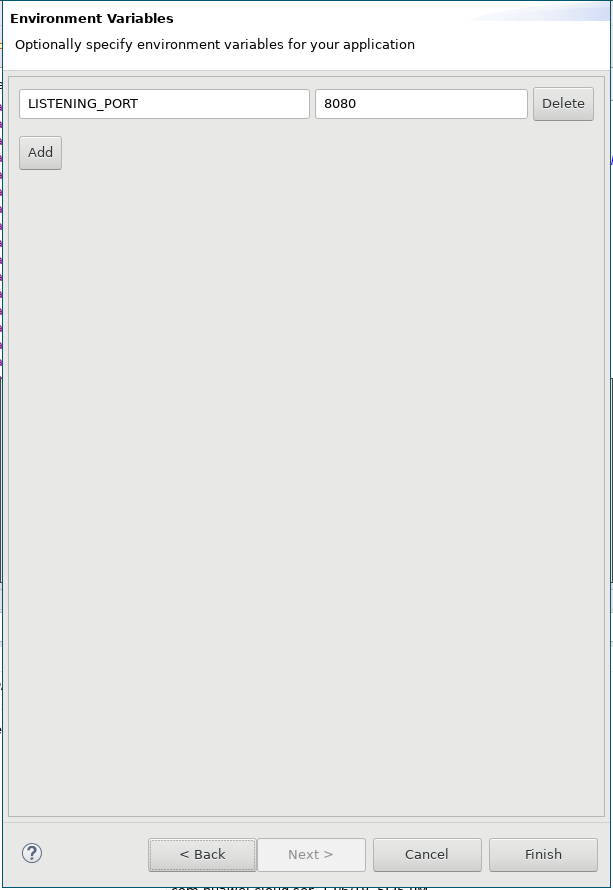 Environment Variables
Optionally specify environment variables for your application
LISTENING_PORT 8080 Delete
Add
? < Back Next > Cancel Finish